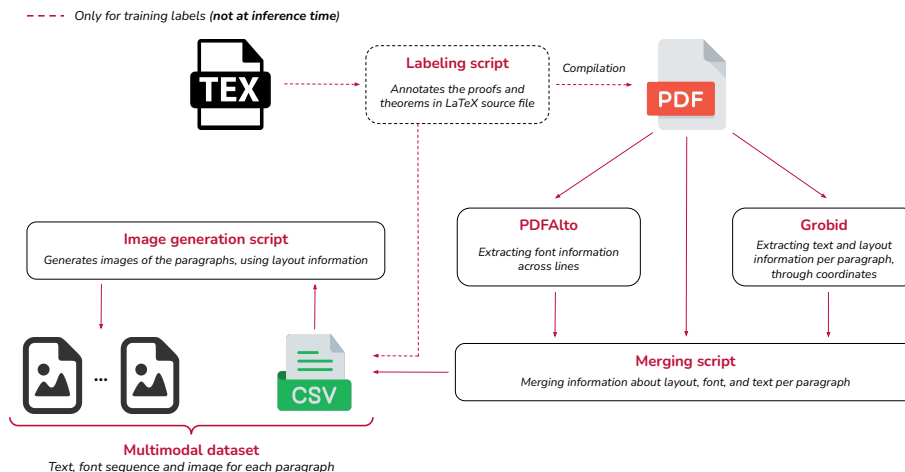 Only for training labels (not at inference time)
TEX
Labeling script
Annotates the proofs and
theorems in LaTeX source file
Compilation
PDF
PDFAlto
Extracting font information
across lines
Grobid
Extracting text and layout
information per paragraph,
through coordinates
Image generation script
Generates images of the paragraphs, using layout information
...
CSV
Merging script
Merging information about layout, font, and text per paragraph
Multimodal dataset
Text, font sequence and image for each paragraph